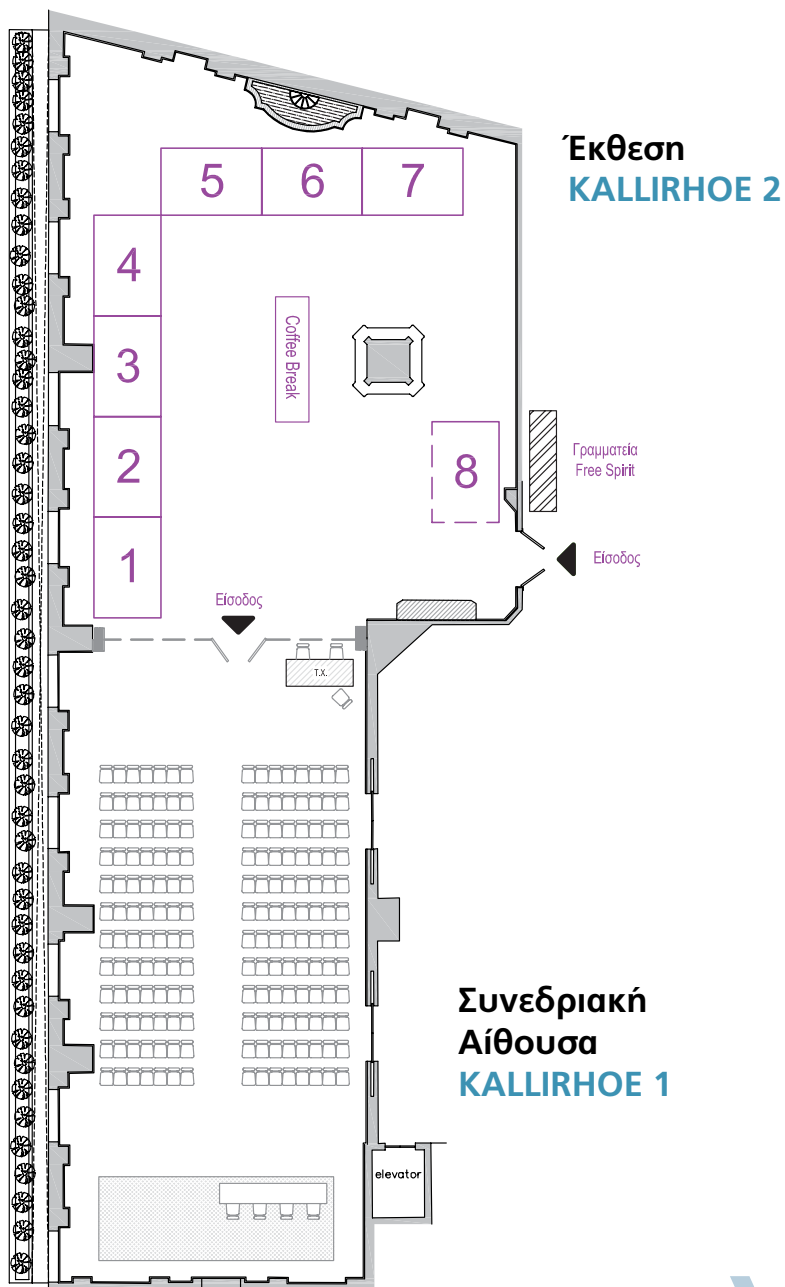 Έκθεση
KALLIRHOE 2
5
6
7
4
3
2
1
Coffee Break
8
Γραμματεία
Free Spirit
Είσοδος
Είσοδος
Τ.Χ.
Συνεδριακή
Αίθουσα
KALLIRHOE 1
elevator